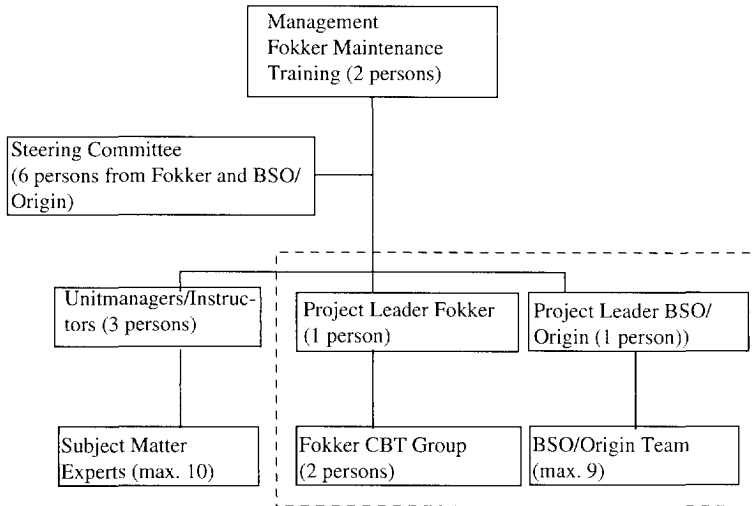 Management
Fokker Maintenance
Training (2 persons)
Steering Committee
(6 persons from Fokker and BSO/
Origin)
Unitmanagers/Instruc-
tors (3 persons)
Project Leader Fokker
(1 person)
Project Leader BSO/
Origin (1 person))
Subject Matter
Experts (max. 10)
Fokker CBT Group
(2 persons)
BSO/Origin Team
(max. 9)